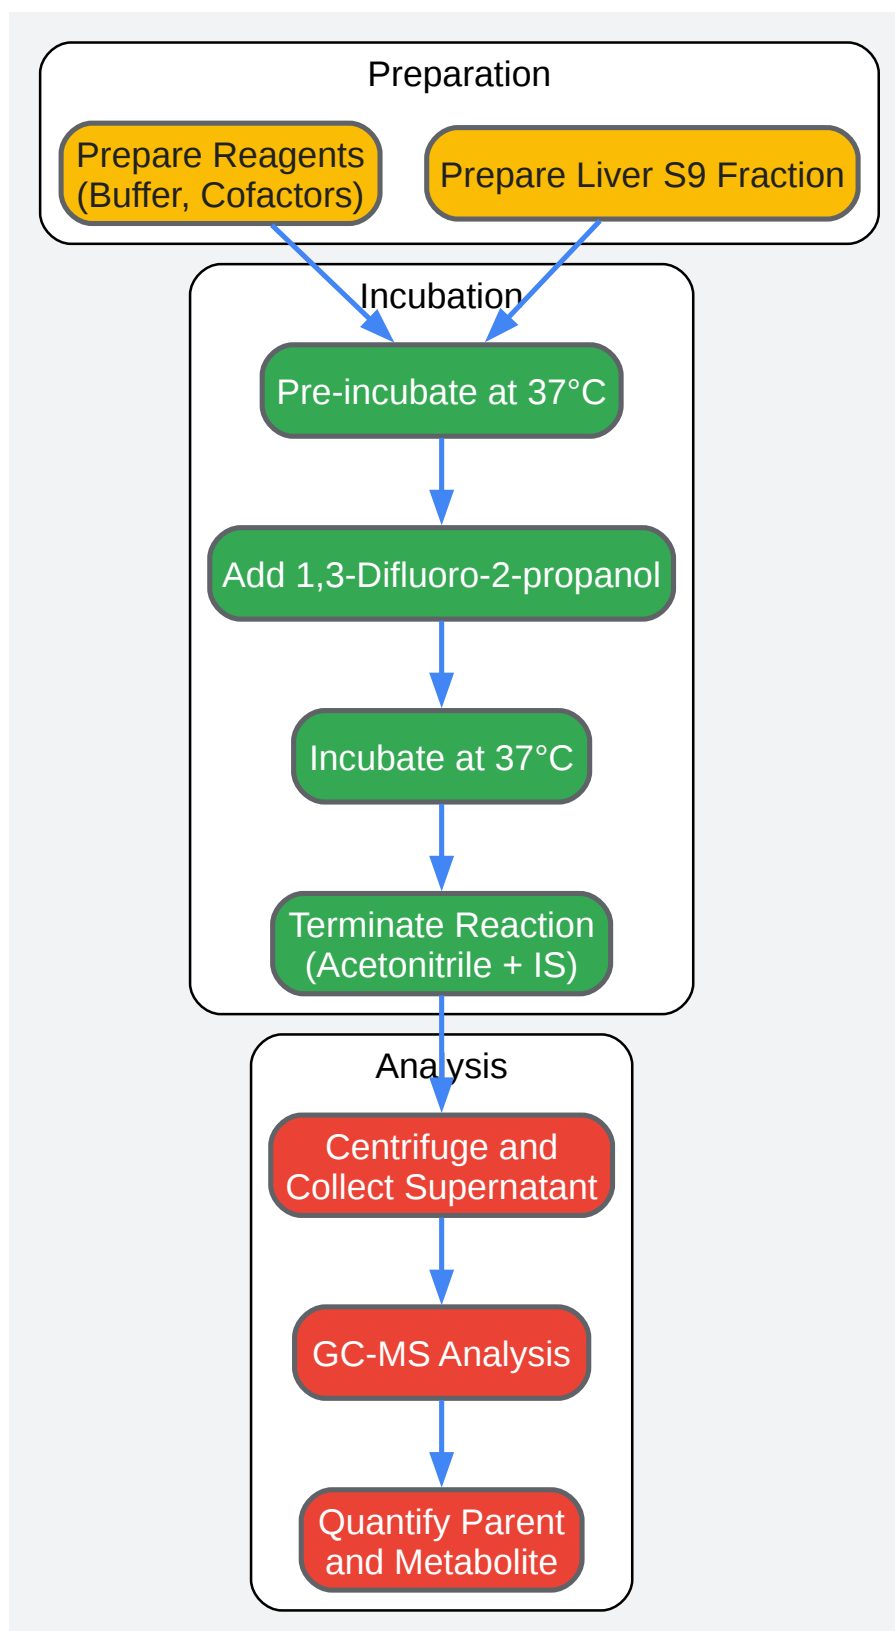 Preparation
Prepare Reagents
(Buffer, Cofactors)
Prepare Liver S9 Fraction
Incubation
Pre-incubate at 37°C
Add 1,3-Difluoro-2-propanol
Incubate at 37°C
Terminate Reaction
(Acetonitrile + IS)
Analysis
Centrifuge and
Collect Supernatant
GC-MS Analysis
Quantify Parent
and Metabolite